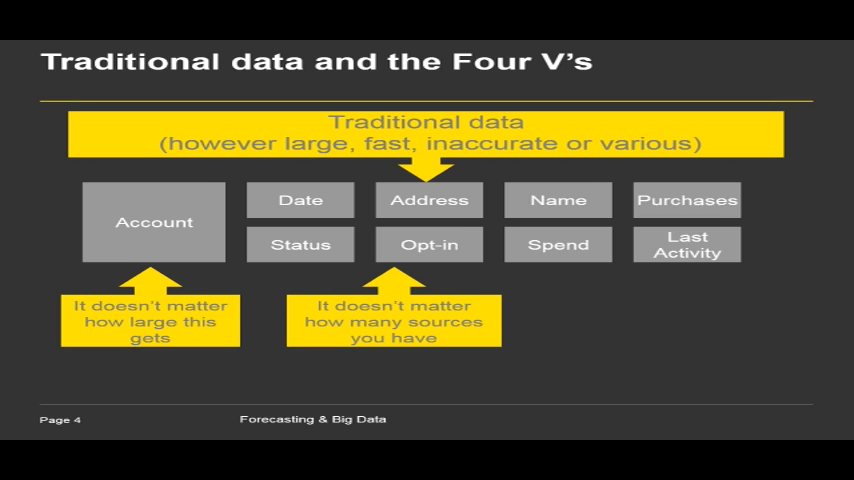 Traditional data and the Four V's
Traditional data
(however large, fast, inaccurate or various)
Account
Date
Address
Name
Purchases
Status
Opt-in
Spend
Last
Activity
It doesn't matter
how large this
gets
It doesn't matter
how many sources
you have
Page 4
Forecasting & Big Data